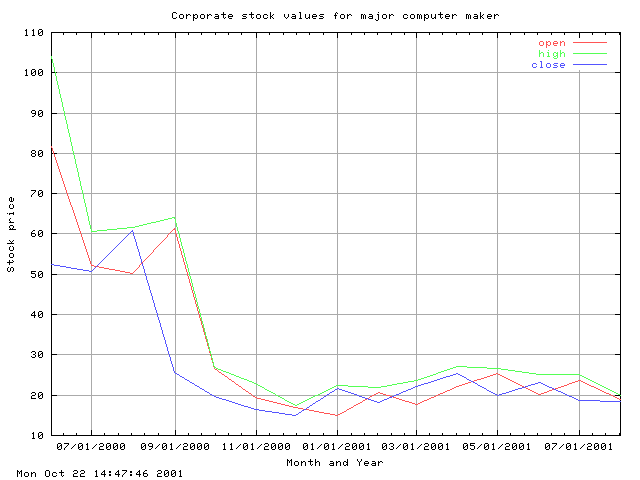 Corporate stock values for major computer maker
open
high
close
110
100
90
80
70
60
50
40
30
20
10
Stock price
07/01/2000 09/01/2000 11/01/2000 01/01/2001 03/01/2001 05/01/2001 07/01/2001
Month and Year
Mon Oct 22 14:47:46 2001